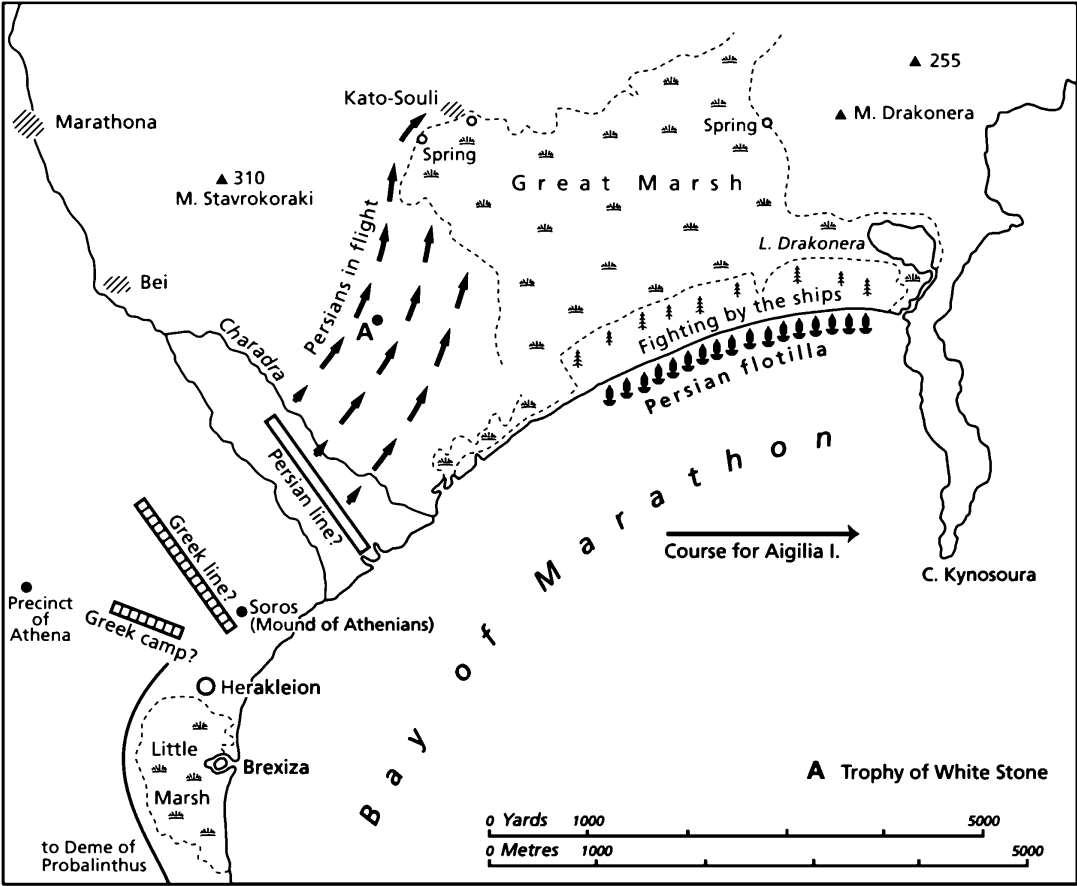 255
Kato-Souli
M. Drakonera
Marathona
Spring
Spring
310
M. Stavrokoraki
Great Marsh
L. Drakonera
Persians in flight
Bei
A
Charadra
Fighting by the ships
Persian flotilla
Persian line?
Bay of Marathon
Course for Aigilia I.
C. Kynosoura
Greek line?
Precinct
of
Athena
Soros
(Mound of Athenians)
Greek camp?
Herakleion
Little
Marsh
Brexiza
A Trophy of White Stone
to Deme of
Probalinthus
0 Yards 1000 5000
0 Metres 1000 5000